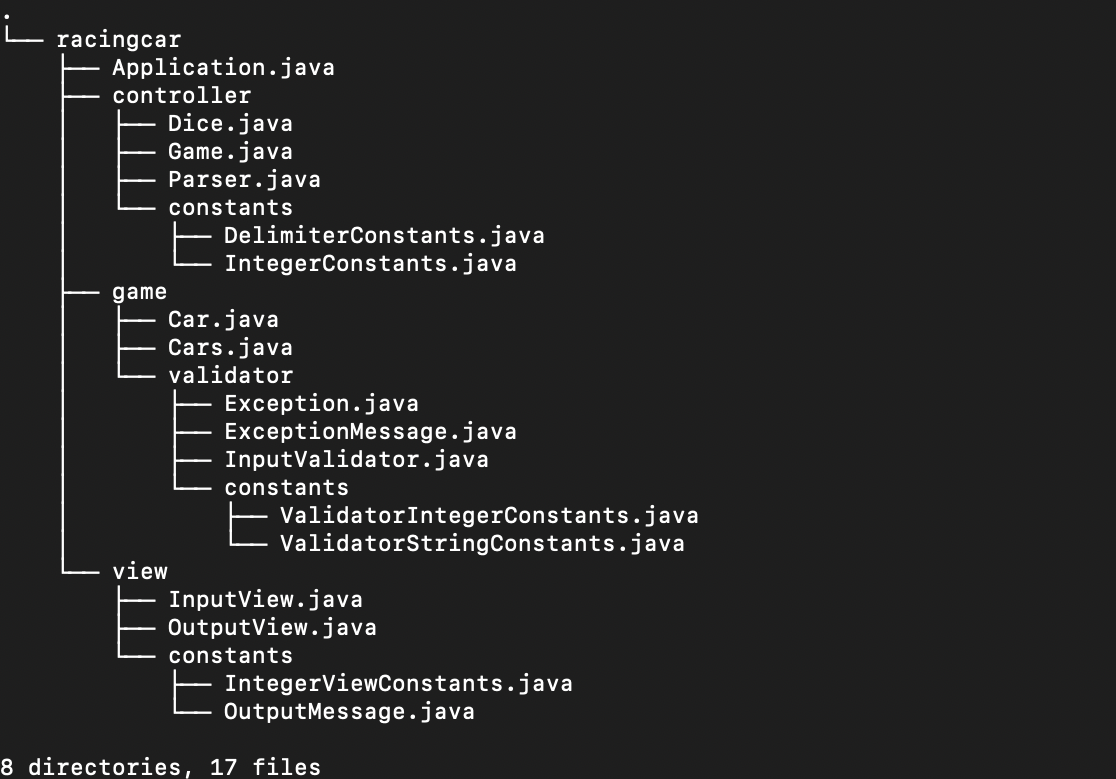 .
└── racingcar
    ├── Application.java
    ├── controller
    │   ├── Dice.java
    │   ├── Game.java
    │   ├── Parser.java
    │   └── constants
    │       ├── DelimiterConstants.java
    │       └── IntegerConstants.java
    ├── game
    │   ├── Car.java
    │   ├── Cars.java
    │   └── validator
    │       ├── Exception.java
    │       ├── ExceptionMessage.java
    │       ├── InputValidator.java
    │       └── constants
    │           ├── ValidatorIntegerConstants.java
    │           └── ValidatorStringConstants.java
    └── view
        ├── InputView.java
        ├── OutputView.java
        └── constants
            ├── IntegerViewConstants.java
            └── OutputMessage.java

8 directories, 17 files